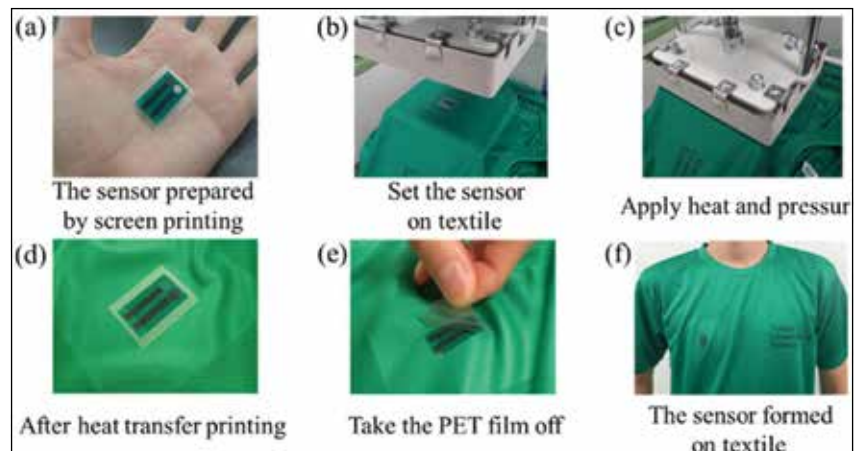 (a)
(b)
(c)
The sensor prepared
by screen printing
Set the sensor
on textile
Apply heat and pressur
(d)
(e)
(f)
After heat transfer printing
Take the PET film off
The sensor formed
on textile